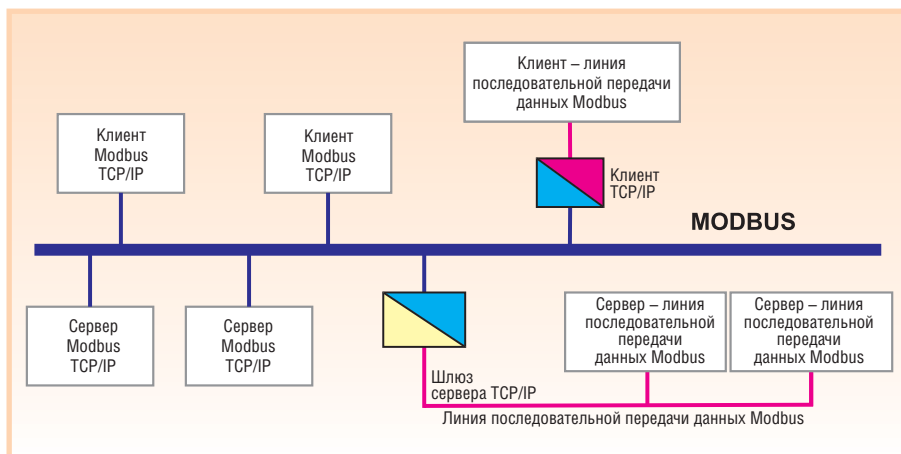 Клиент – линия
последовательной передачи
данных Modbus
Клиент
Modbus
TCP/IP
Клиент
Modbus
TCP/IP
Клиент
TCP/IP
MODBUS
Сервер
Modbus
TCP/IP
Сервер
Modbus
TCP/IP
Шлюз
сервера TCP/IP
Сервер – линия
последовательной
передачи
данных Modbus
Сервер – линия
последовательной
передачи
данных Modbus
Линия последовательной передачи данных Modbus